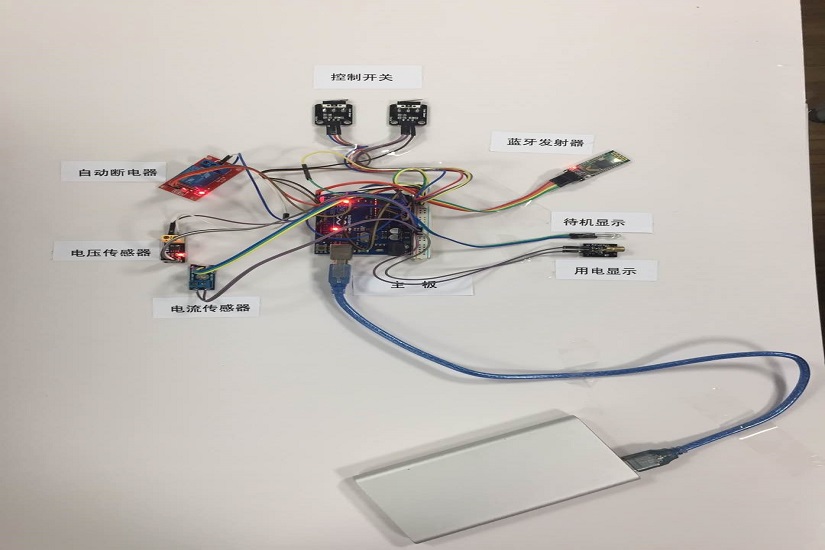 控制开关
蓝牙发射器
自动断电器
待机显示
电压传感器
用电显示
主 板
电流传感器